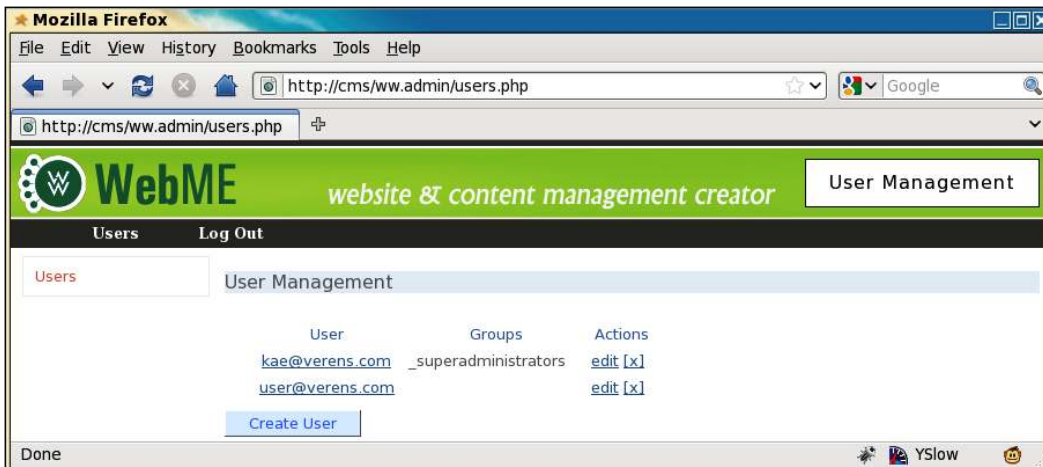 Mozilla Firefox
File Edit View History Bookmarks Tools Help
http://cms/ww.admin/users.php Google
http://cms/ww.admin/users.php
WebME website & content management creator User Management
Users Log Out
Users
User Management
User Groups Actions
kae@verens.com _superadministrators edit [x]
user@verens.com edit [x]
Create User
Done YSlow